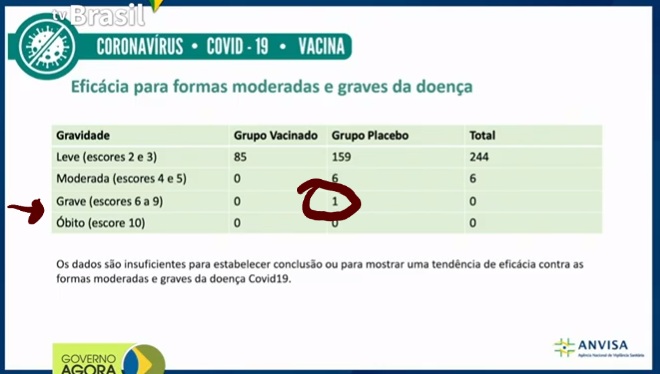 tvBrasil
CORONAVÍRUS • COVID - 19 • VACINA
Eficácia para formas moderadas e graves da doença
Gravidade Grupo Vacinado Grupo Placebo Total
Leve (escores 2 e 3) 85 159 244
Moderada (escores 4 e 5) 0 6 6
Grave (escores 6 a 9) 0 1 0
Óbito (escore 10) 0 0 0
Os dados são insuficientes para estabelecer conclusão ou para mostrar uma tendência de eficácia contra as
formas moderadas e graves da doença Covid19.
ANVISA
Agência Nacional de Vigilância Sanitária
GOVERNO
AGORA